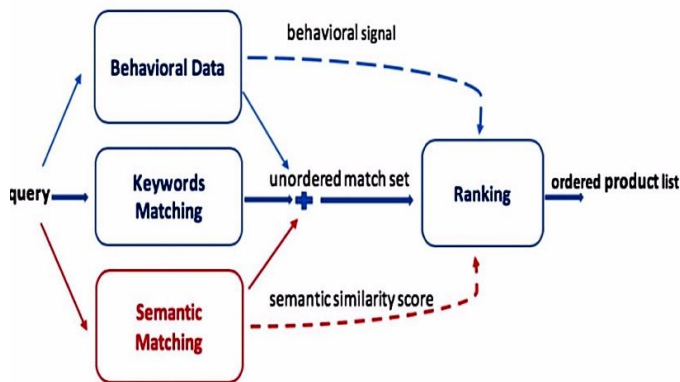 behavioral signal
Behavioral Data
query
Keywords
Matching
unordered match set
Ranking
ordered product list
Semantic
Matching
semantic similarity score